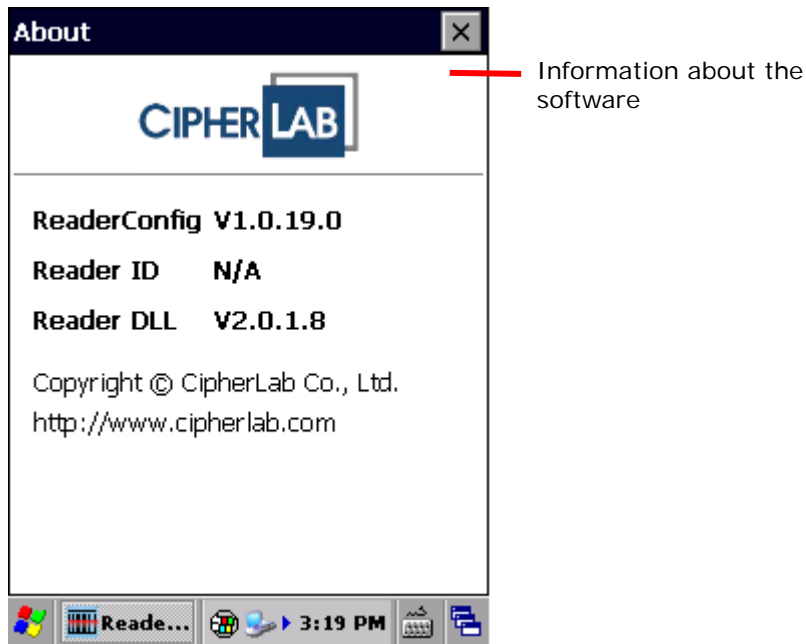 About
Information about the
software
CIPHERLAB
ReaderConfig V1.0.19.0
Reader ID N/A
Reader DLL V2.0.1.8
Copyright © CipherLab Co., Ltd.
http://www.cipherlab.com
Reade... 3:19 PM